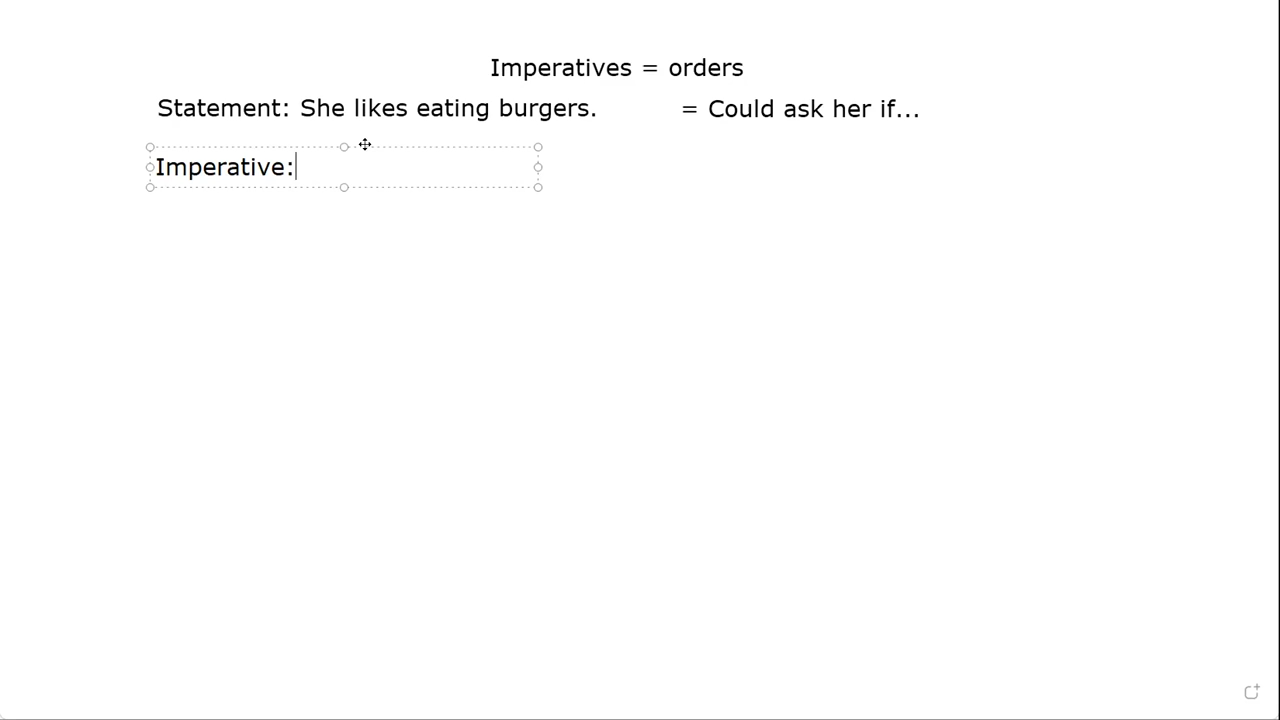 Imperatives = orders
Statement: She likes eating burgers. = Could ask her if...
Imperative: